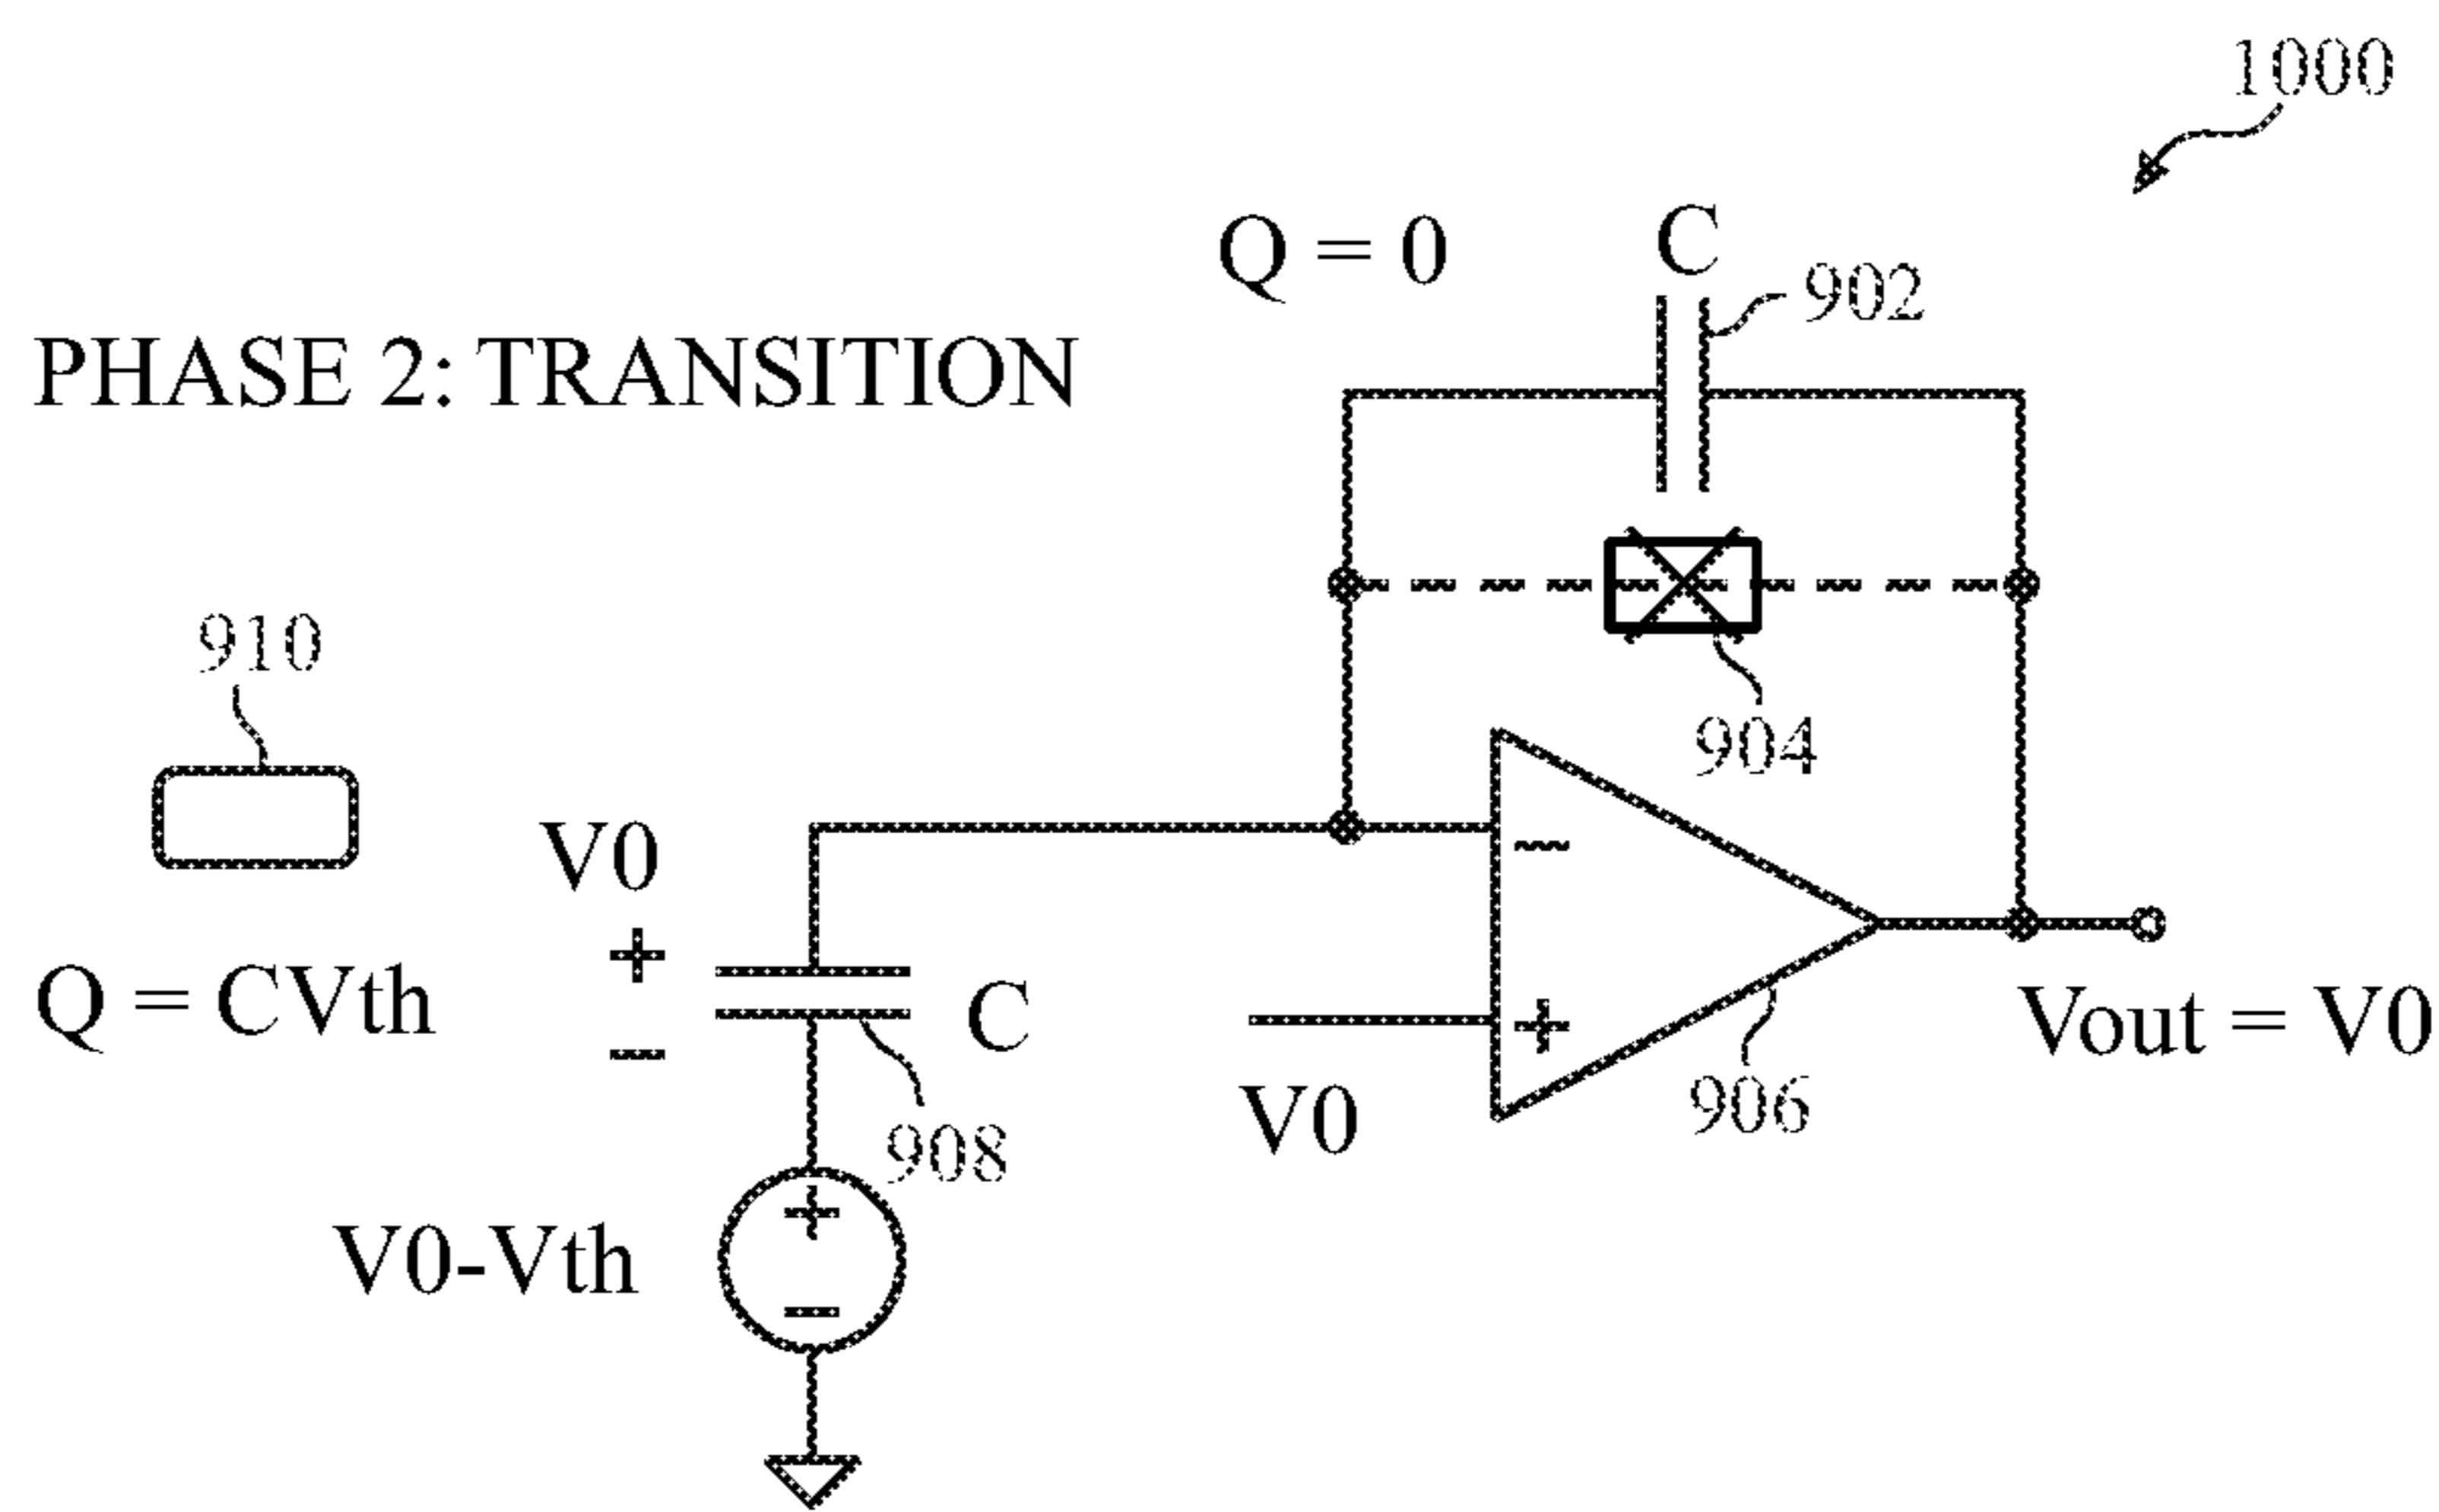 1000
Q = 0
C
902
PHASE 2: TRANSITION
910
904
V0
+
−
Q = CVth
−
+
C
Vout = V0
908
V0
906
V0-Vth
+
−